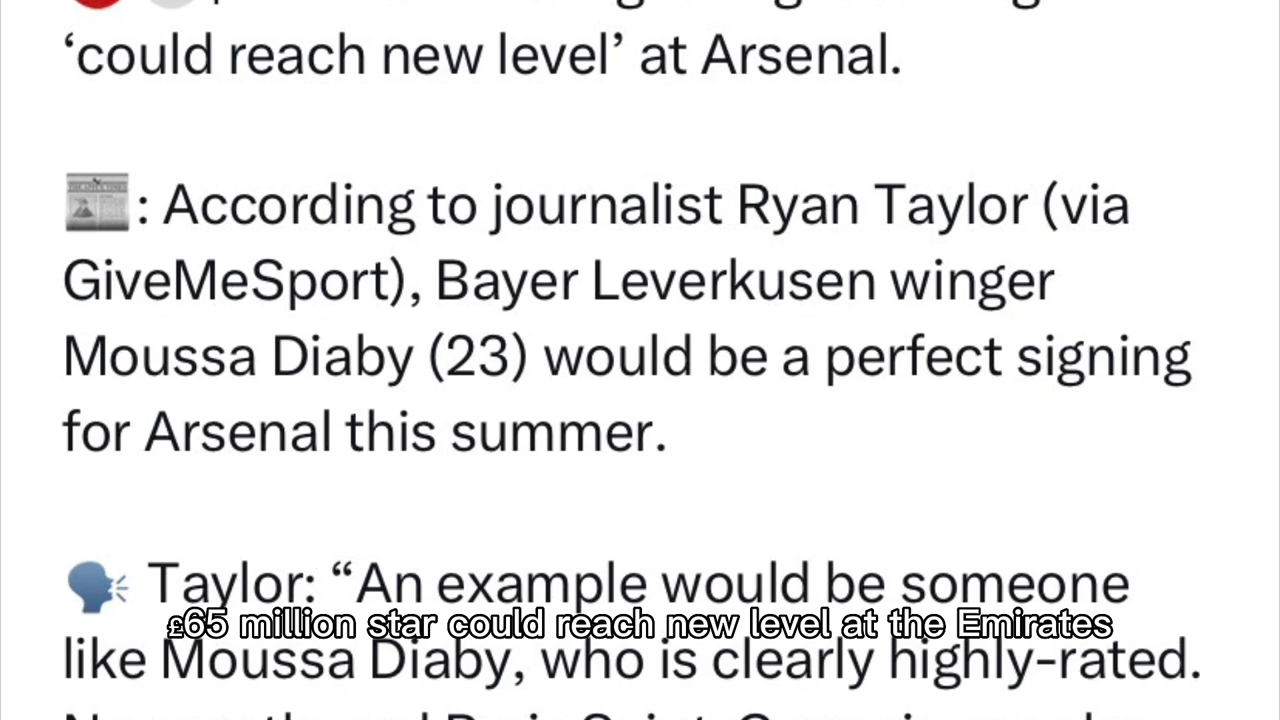 ‘could reach new level’ at Arsenal.
: According to journalist Ryan Taylor (via
GiveMeSport), Bayer Leverkusen winger
Moussa Diaby (23) would be a perfect signing
for Arsenal this summer.
Taylor: “An example would be someone
£65 million star could reach new level at the Emirates
like Moussa Diaby, who is clearly highly-rated.